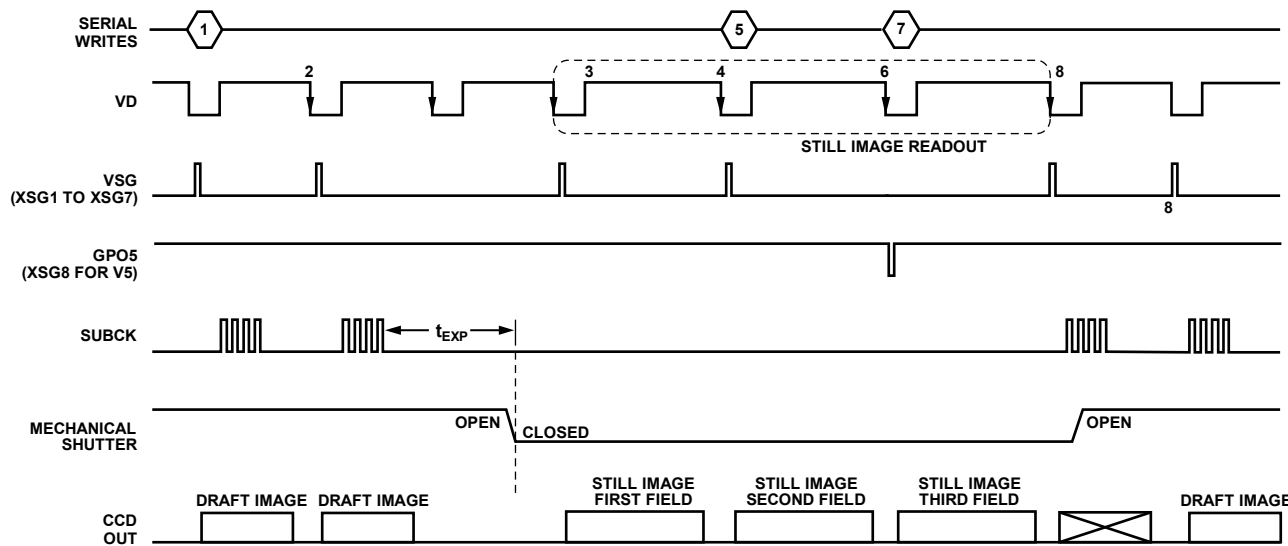 SERIAL
WRITES
1
5
7
VD
2
3
4
6
8
STILL IMAGE READOUT
VSG
(XSG1 TO XSG7)
8
GPO5
(XSG8 FOR V5)
SUBCK
tEXP
MECHANICAL
SHUTTER
OPEN
CLOSED
OPEN
CCD
OUT
DRAFT IMAGE
DRAFT IMAGE
STILL IMAGE
FIRST FIELD
STILL IMAGE
SECOND FIELD
STILL IMAGE
THIRD FIELD
DRAFT IMAGE